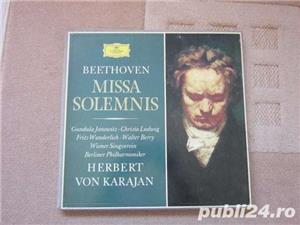 BEETHOVEN
MISSA
SOLEMNIS
Gundula Janowitz · Christa Ludwig
Fritz Wunderlich · Walter Berry
Wiener Singverein
Berliner Philharmoniker
HERBERT
VON KARAJAN
publi24.ro